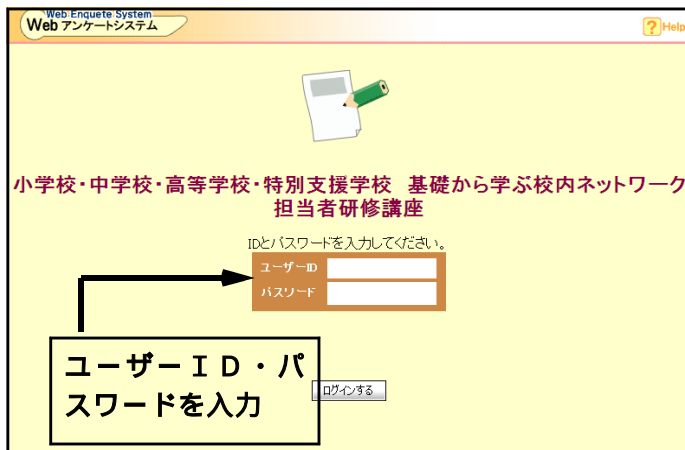 Web Enquete System
Web アンケートシステム
? Help
小学校・中学校・高等学校・特別支援学校 基礎から学ぶ校内ネットワーク
担当者研修講座
IDとパスワードを入力してください。
ユーザーID
パスワード
ユーザーＩＤ・パ
スワードを入力
ログインする